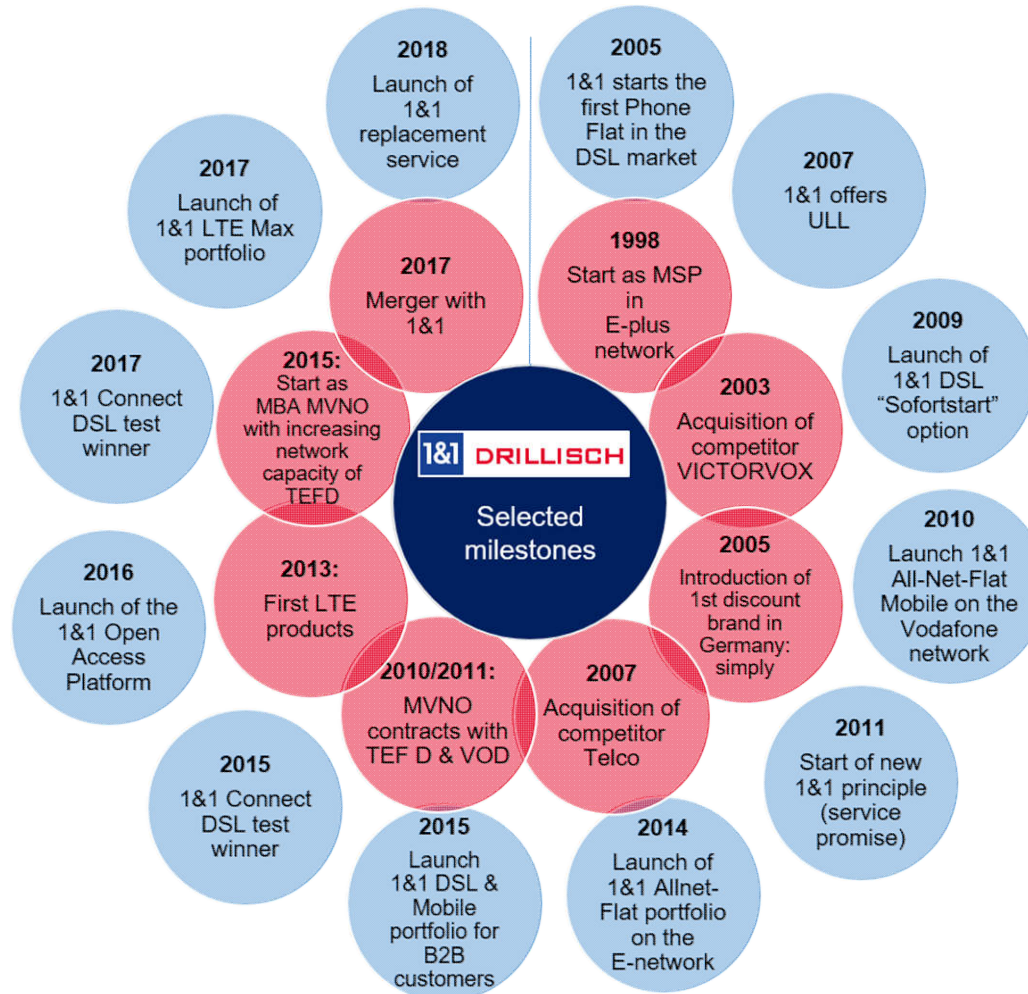 1&1 DRILLISCH
Selected
milestones
1998
Start as MSP
in
E-plus
network
2003
Acquisition of
competitor
VICTORVOX
2005
Introduction of
1st discount
brand in
Germany:
simply
2007
Acquisition of
competitor
Telco
2010/2011:
MVNO
contracts with
TEF D & VOD
2013:
First LTE
products
2015:
Start as
MBA MVNO
with increasing
network
capacity of
TEFD
2017
Merger with
1&1
2005
1&1 starts the
first Phone
Flat in the
DSL market
2007
1&1 offers
ULL
2009
Launch of
1&1 DSL
“Sofortstart”
option
2010
Launch 1&1
All-Net-Flat
Mobile on the
Vodafone
network
2011
Start of new
1&1 principle
(service
promise)
2014
Launch of
1&1 Allnet-
Flat portfolio
on the
E-network
2015
Launch
1&1 DSL &
Mobile
portfolio for
B2B
customers
2015
1&1 Connect
DSL test
winner
2016
Launch of the
1&1 Open
Access
Platform
2017
1&1 Connect
DSL test
winner
2017
Launch of
1&1 LTE Max
portfolio
2018
Launch of
1&1
replacement
service